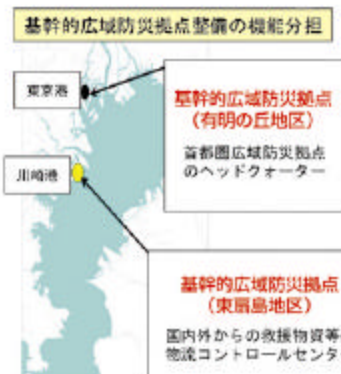 基幹的広域防災拠点整備の機能分担
東京港
基幹的広域防災拠点
(有明の丘地区)
首都圏広域防災拠点
のヘッドクォーター
川崎港
基幹的広域防災拠点
(東扇島地区)
国内外からの救援物資等
物流コントロールセンタ